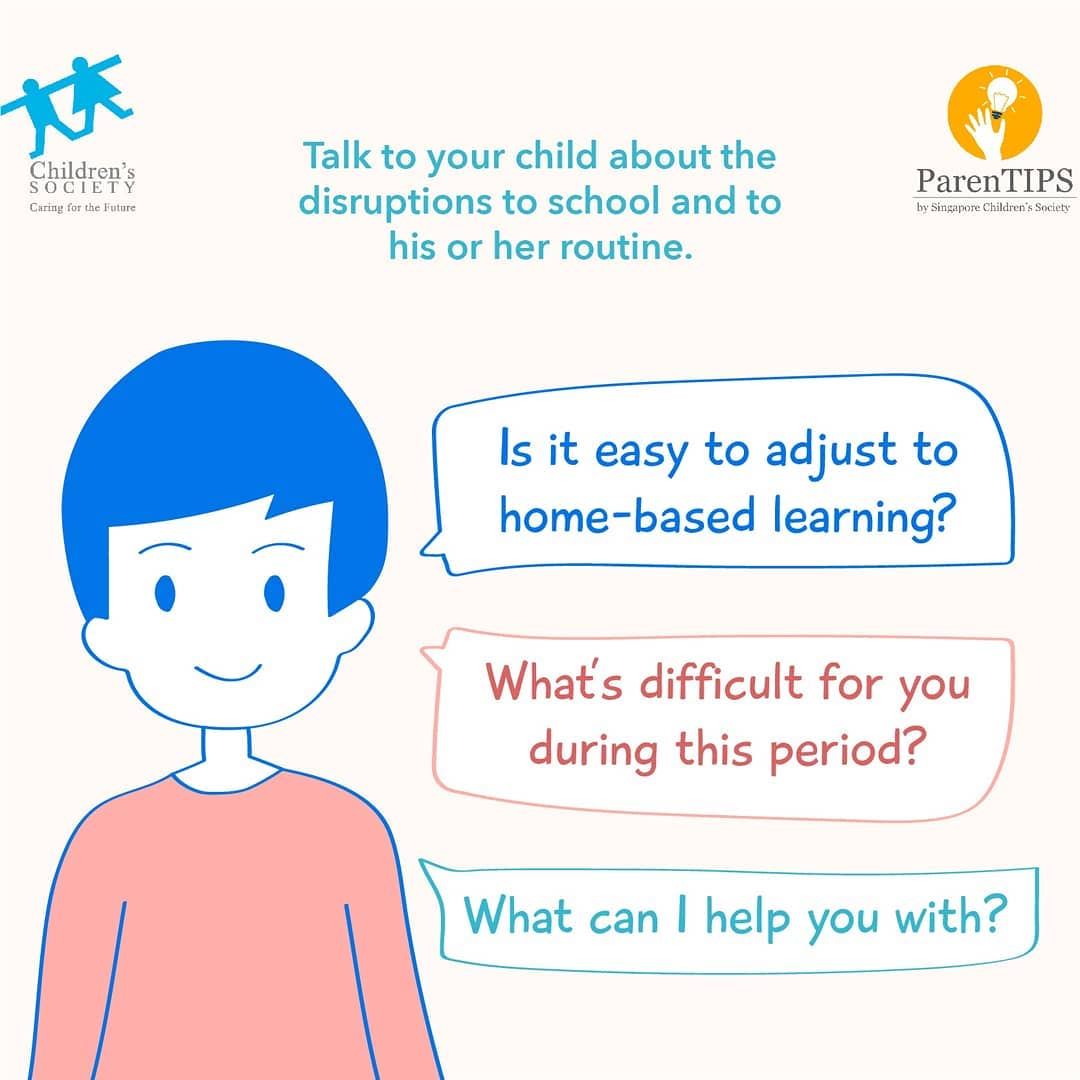 Children's
SOCIETY
Caring for the Future
ParenTIPS
by Singapore Children's Society
Talk to your child about the
disruptions to school and to
his or her routine.
Is it easy to adjust to
home-based learning?
What's difficult for you
during this period?
What can I help you with?